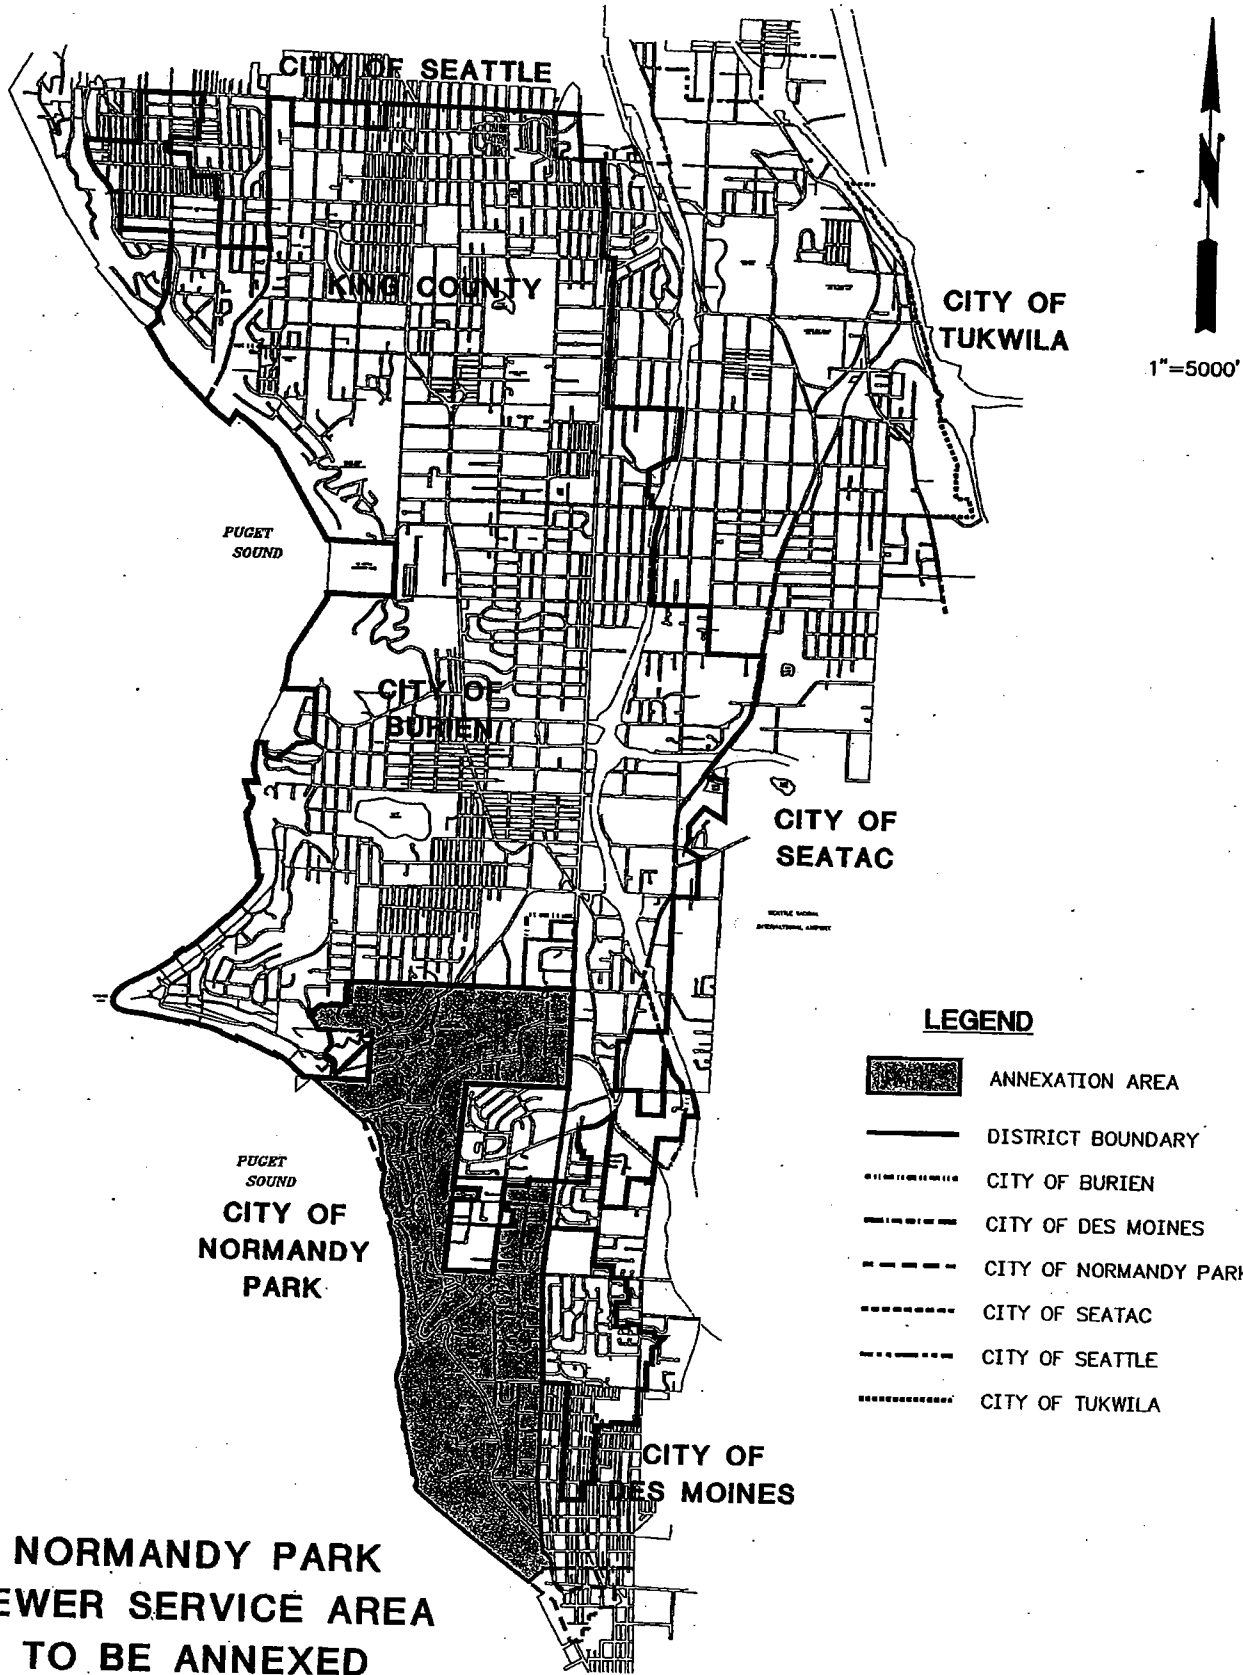 CITY OF SEATTLE
KING COUNTY
CITY OF
TUKWILA
1"=5000'
PUGET
SOUND
CITY OF
BURIEN
CITY OF
SEATAC
INTERNATIONAL AIRPORT
LEGEND
ANNEXATION AREA
DISTRICT BOUNDARY
CITY OF BURIEN
CITY OF DES MOINES
CITY OF NORMANDY PARK
CITY OF SEATAC
CITY OF SEATTLE
CITY OF TUKWILA
PUGET
SOUND
CITY OF
NORMANDY
PARK
CITY OF
DES MOINES
NORMANDY PARK
EWER SERVICE AREA
TO BE ANNEXED